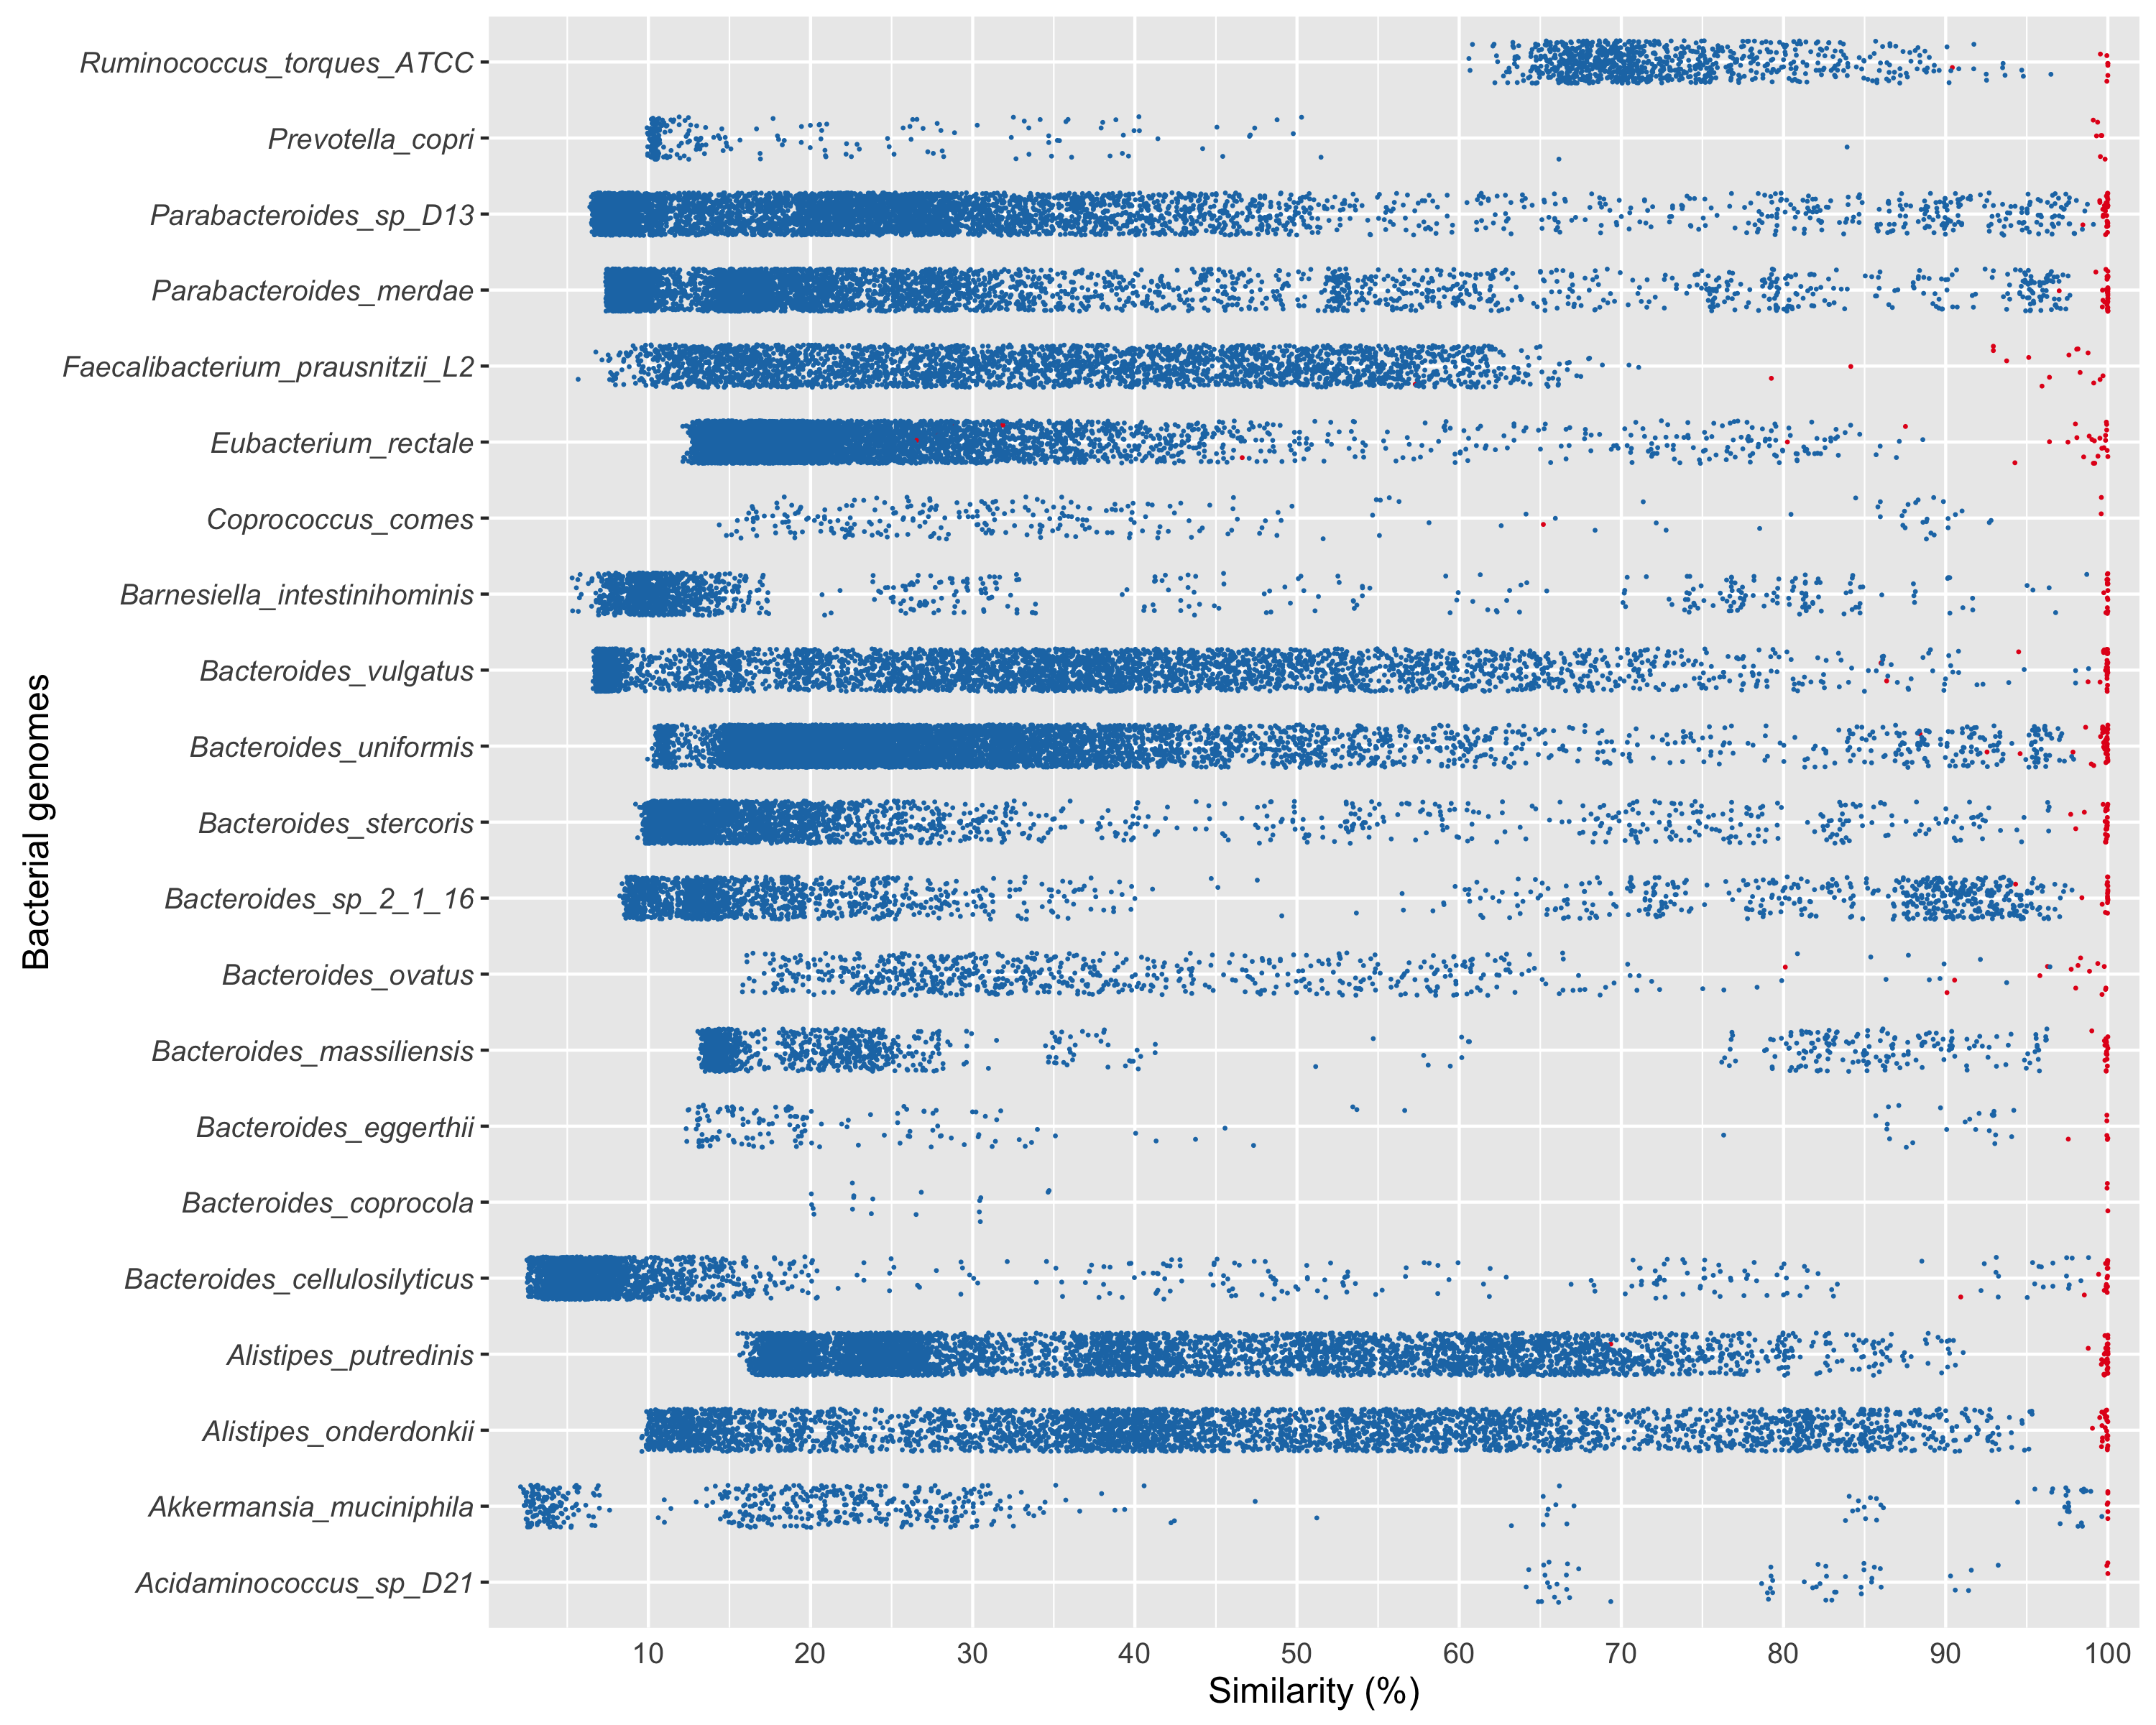 Ruminococcus_torques_ATCC
Prevotella_copri
Parabacteroides_sp_D13
Parabacteroides_merdae
Faecalibacterium_prausnitzii_L2
Eubacterium_rectale
Coprococcus_comes
Barnesiella_intestinihominis
Bacteroides_vulgatus
Bacteroides_uniformis
Bacteroides_stercoris
Bacteroides_sp_2_1_16
Bacteroides_ovatus
Bacteroides_massiliensis
Bacteroides_eggerthii
Bacteroides_coprocola
Bacteroides_cellulosilyticus
Alistipes_putredinis
Alistipes_onderdonkii
Akkermansia_muciniphila
Acidaminococcus_sp_D21
Bacterial genomes
10 20 30 40 50 60 70 80 90 100
Similarity (%)